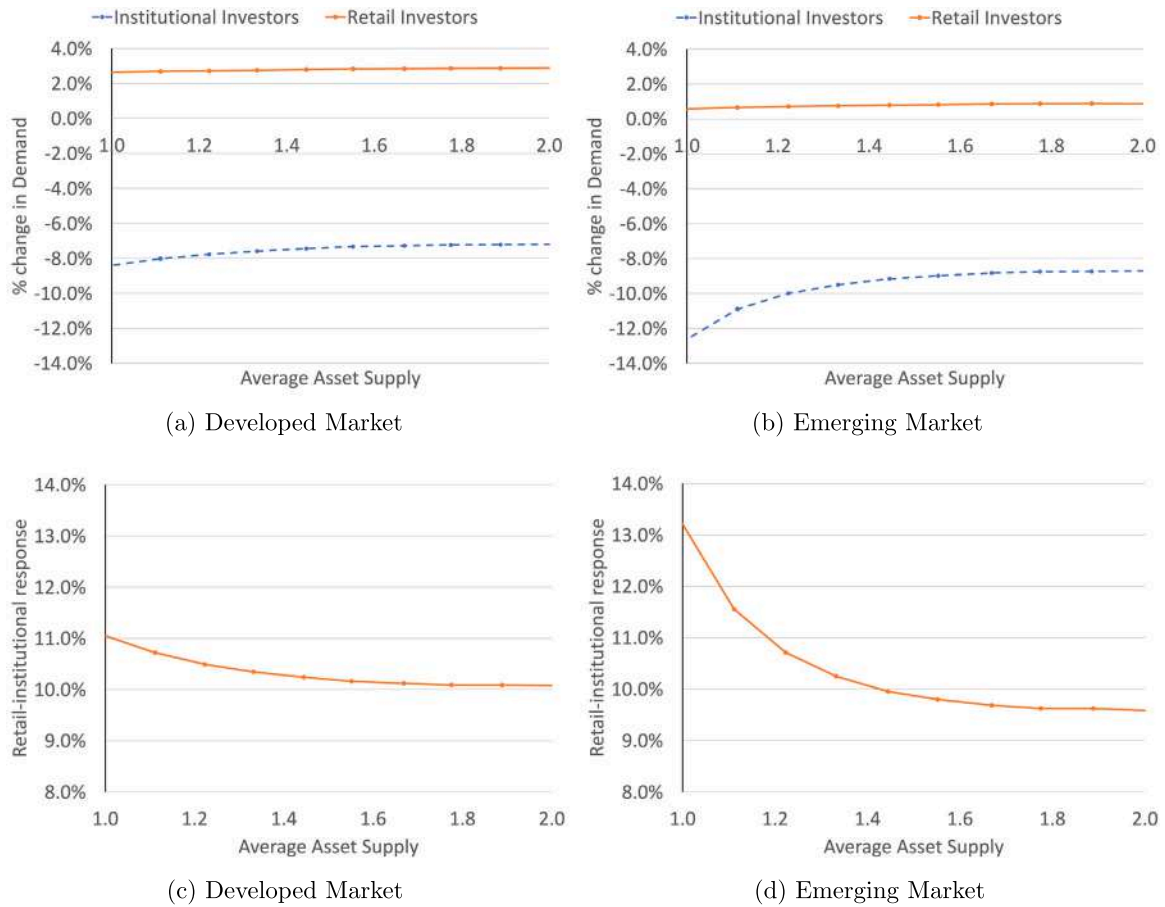 Institutional Investors Retail Investors
4.0%
2.0%
0.0%
-2.0%
-4.0%
-6.0%
-8.0%
-10.0%
-12.0%
-14.0%
1.0 1.2 1.4 1.6 1.8 2.0
% change in Demand
Average Asset Supply
(a) Developed Market
Institutional Investors Retail Investors
4.0%
2.0%
0.0%
-2.0%
-4.0%
-6.0%
-8.0%
-10.0%
-12.0%
-14.0%
1.0 1.2 1.4 1.6 1.8 2.0
% change in Demand
Average Asset Supply
(b) Emerging Market
14.0%
13.0%
12.0%
11.0%
10.0%
9.0%
8.0%
1.0 1.2 1.4 1.6 1.8 2.0
Retail-institutional response
Average Asset Supply
(c) Developed Market
14.0%
13.0%
12.0%
11.0%
10.0%
9.0%
8.0%
1.0 1.2 1.4 1.6 1.8 2.0
Retail-institutional response
Average Asset Supply
(d) Emerging Market